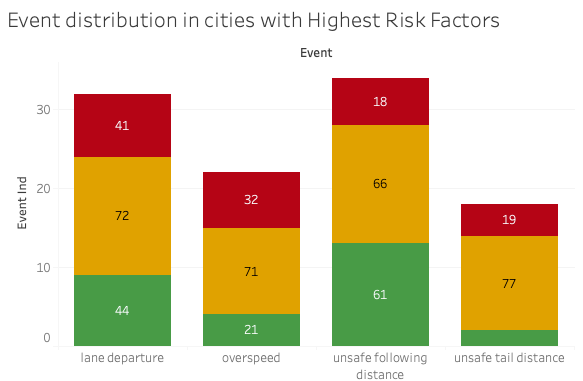 Event distribution in cities with Highest Risk Factors
Event
Event Ind
30
20
10
0
41
72
44
32
71
21
18
66
61
19
77
lane departure
overspeed
unsafe following
distance
unsafe tail distance